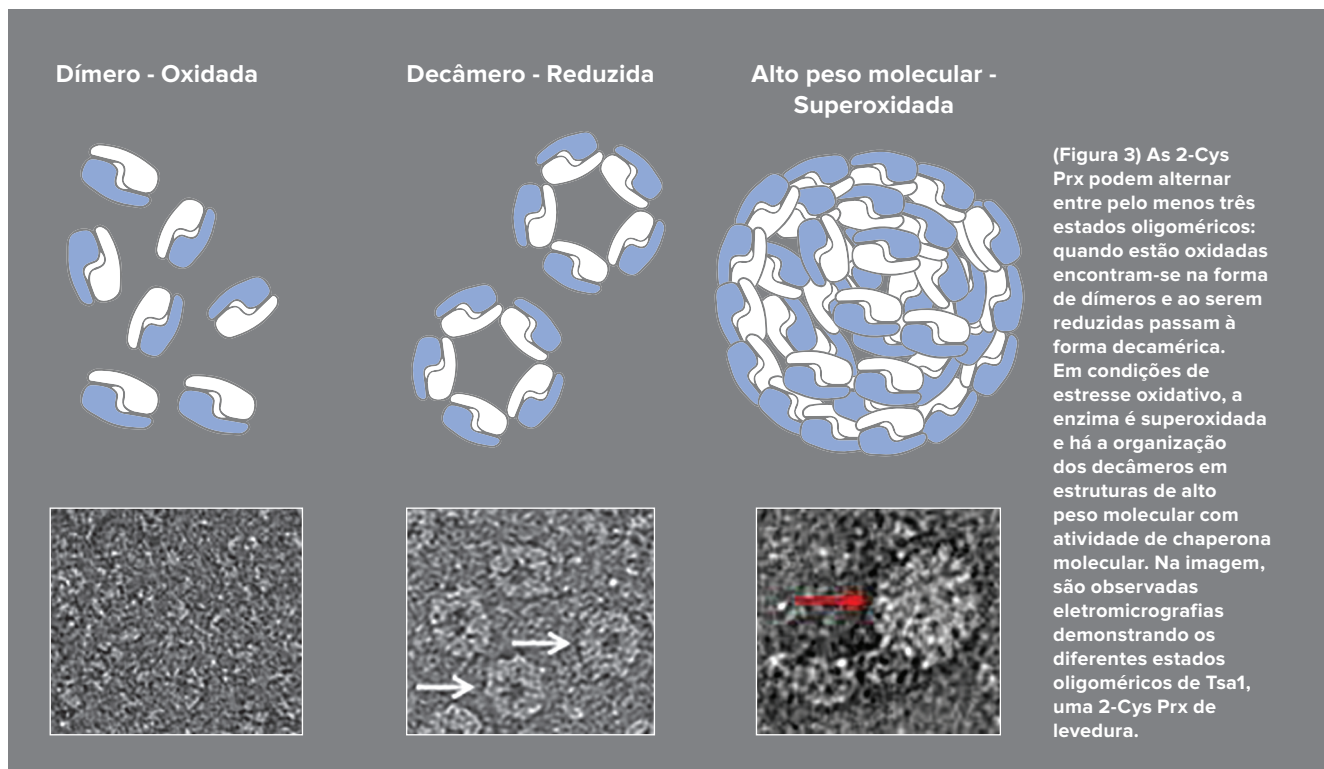 Dímero - Oxidada
Decâmero - Reduzida
Alto peso molecular -
Superoxidada
(Figura 3) As 2-Cys
Prx podem alternar
entre pelo menos três
estados oligoméricos:
quando estão oxidadas
encontram-se na forma
de dímeros e ao serem
reduzidas passam à
forma decamérica.
Em condições de
estresse oxidativo, a
enzima é superoxidada
e há a organização
dos decâmeros em
estruturas de alto
peso molecular com
atividade de chaperona
molecular. Na imagem,
são observadas
eletromicrografias
demonstrando os
diferentes estados
oligoméricos de Tsa1,
uma 2-Cys Prx de
levedura.